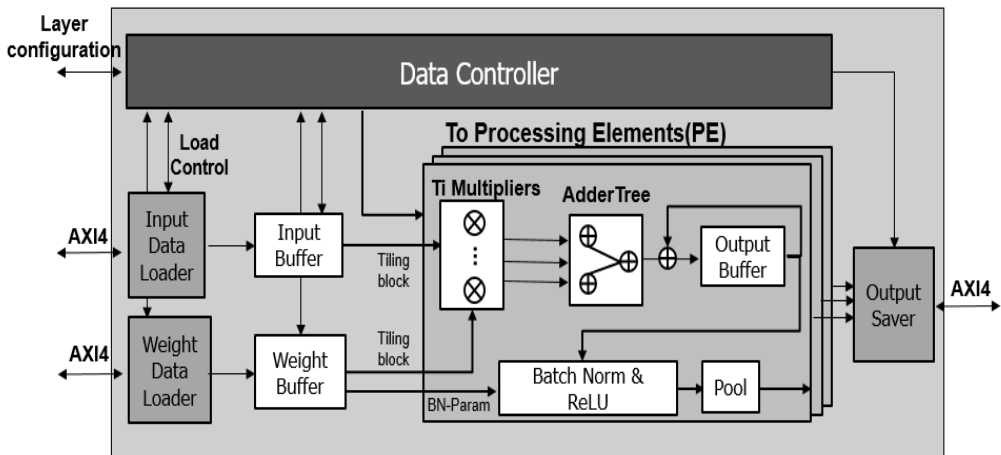 Layer
configuration
Data Controller
Load
Control
To Processing Elements(PE)
Ti Multipliers
AdderTree
AXI4
Input
Data
Loader
Input
Buffer
Tiling
block
...
Output
Buffer
Output
Saver
AXI4
AXI4
Weight
Data
Loader
Weight
Buffer
Tiling
block
BN-Param
Batch Norm &
ReLU
Pool